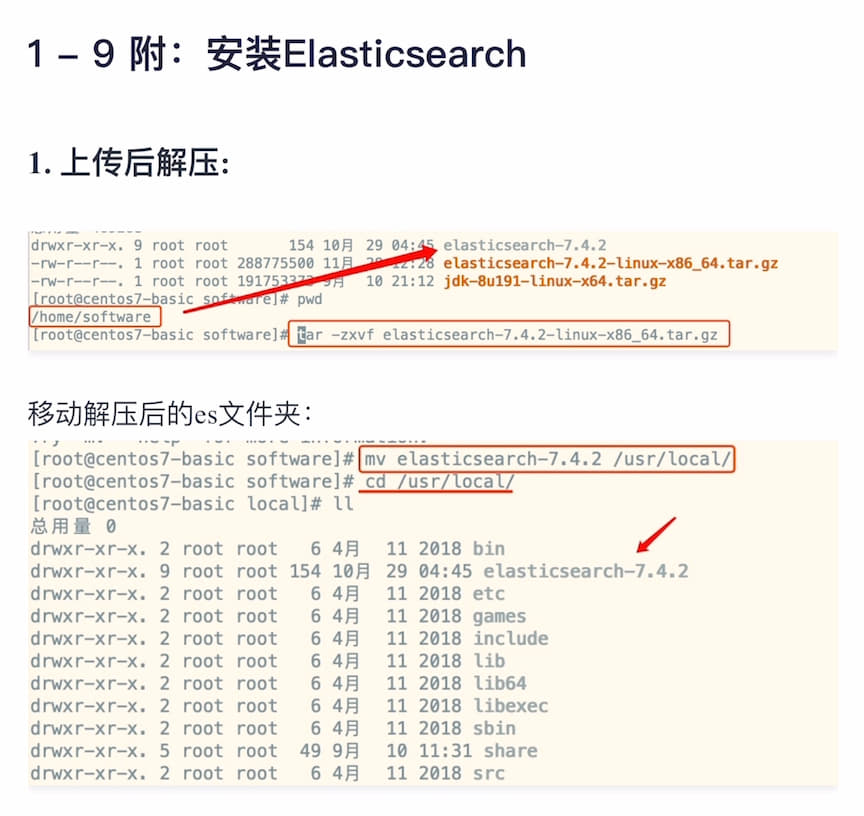 1 – 9 附：安装Elasticsearch
1. 上传后解压:
drwxr-xr-x. 9 root root 154 10月 29 04:45 elasticsearch-7.4.2
-rw-r--r--. 1 root root 288775500 11月 28 12:28 elasticsearch-7.4.2-linux-x86_64.tar.gz
-rw-r--r--. 1 root root 191753373 9月 10 21:12 jdk-8u191-linux-x64.tar.gz
[root@centos7-basic software]# pwd
/home/software
[root@centos7-basic software]# tar -zxvf elasticsearch-7.4.2-linux-x86_64.tar.gz
移动解压后的es文件夹：
[root@centos7-basic software]# mv elasticsearch-7.4.2 /usr/local/
[root@centos7-basic software]# cd /usr/local/
[root@centos7-basic local]# ll
总用量 0
drwxr-xr-x. 2 root root 6 4月 11 2018 bin
drwxr-xr-x. 9 root root 154 10月 29 04:45 elasticsearch-7.4.2
drwxr-xr-x. 2 root root 6 4月 11 2018 etc
drwxr-xr-x. 2 root root 6 4月 11 2018 games
drwxr-xr-x. 2 root root 6 4月 11 2018 include
drwxr-xr-x. 2 root root 6 4月 11 2018 lib
drwxr-xr-x. 2 root root 6 4月 11 2018 lib64
drwxr-xr-x. 2 root root 6 4月 11 2018 libexec
drwxr-xr-x. 2 root root 6 4月 11 2018 sbin
drwxr-xr-x. 5 root root 49 9月 10 11:31 share
drwxr-xr-x. 2 root root 6 4月 11 2018 src